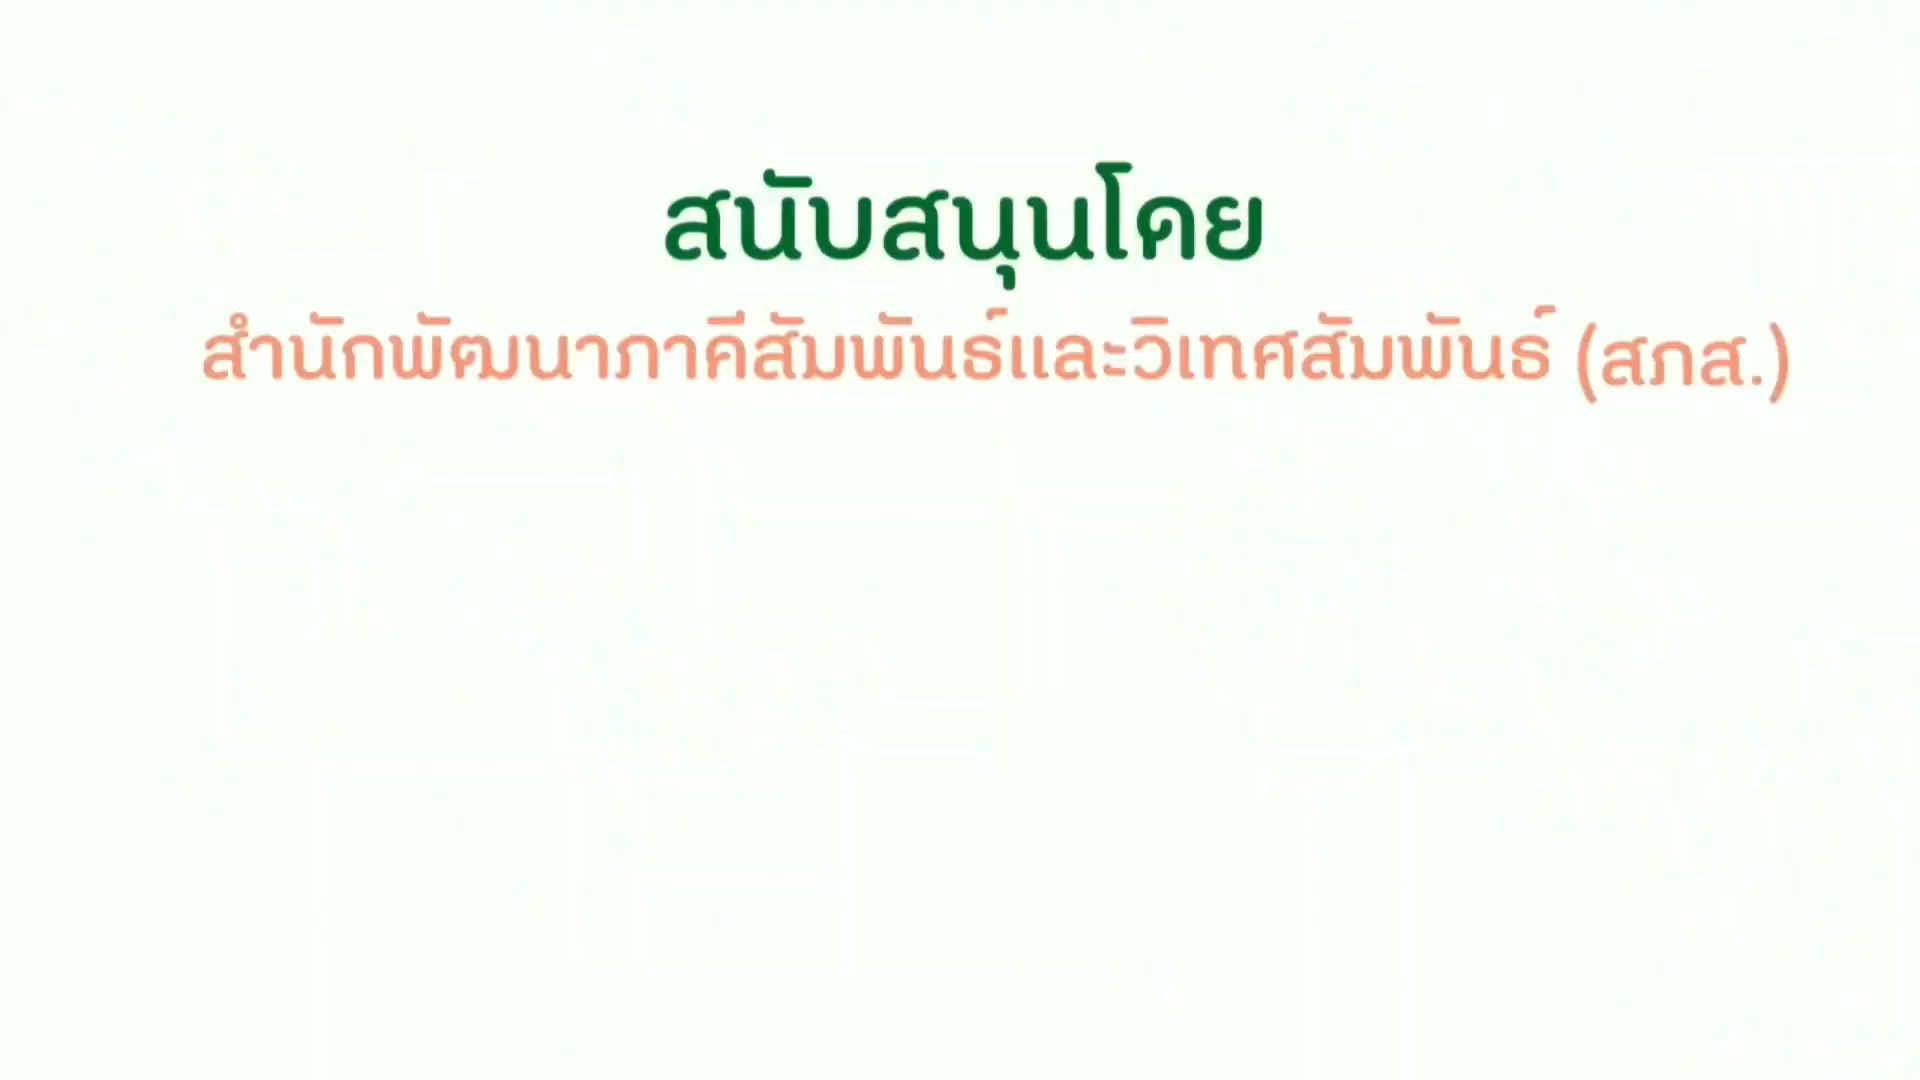 สนับสนุนโดย
สำนักพัฒนาภาคีสัมพันธ์และวิเทศสัมพันธ์ (สภส.)